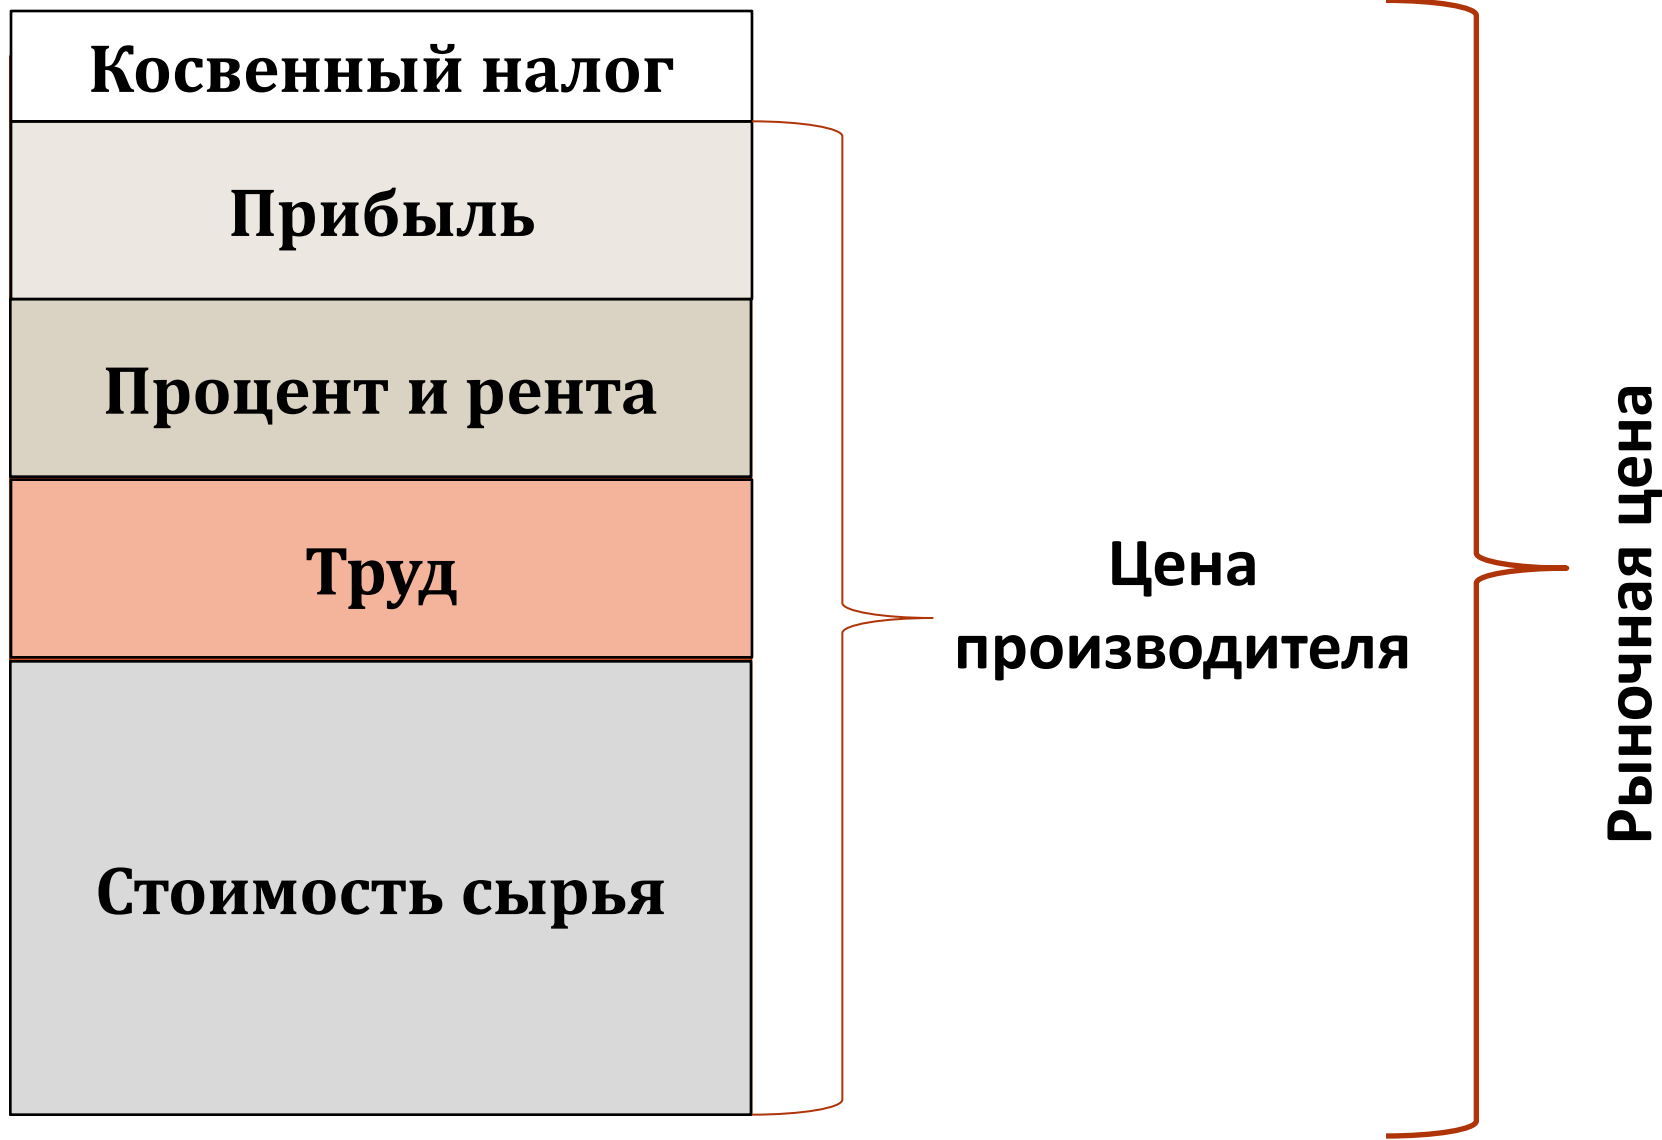 Косвенный налог
Прибыль
Процент и рента
Труд
Стоимость сырья
Цена
производителя
Рыночная цена